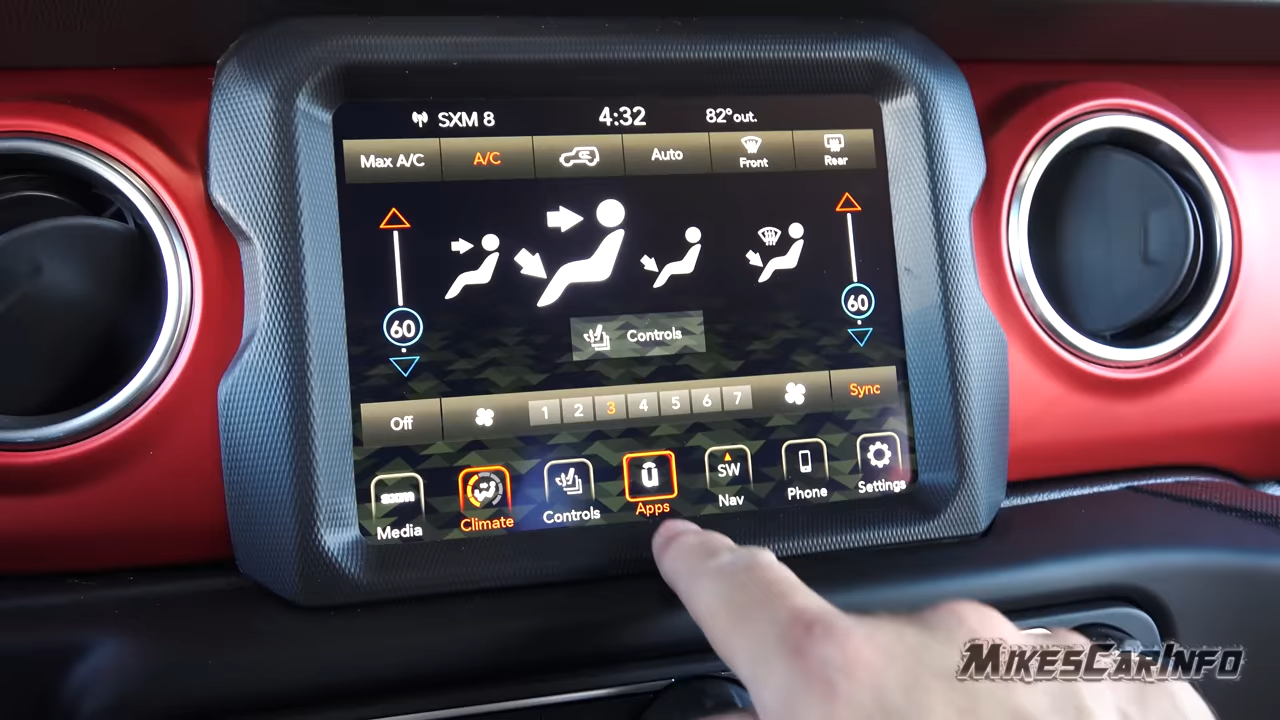 SXM 8 4:32 82° out.
Max A/C A/C Auto Front Rear
60 60
Controls
Off 1 2 3 4 5 6 7 Sync
sxm SW
Media Climate Controls Apps Nav Phone Settings
MIKESCARINFO